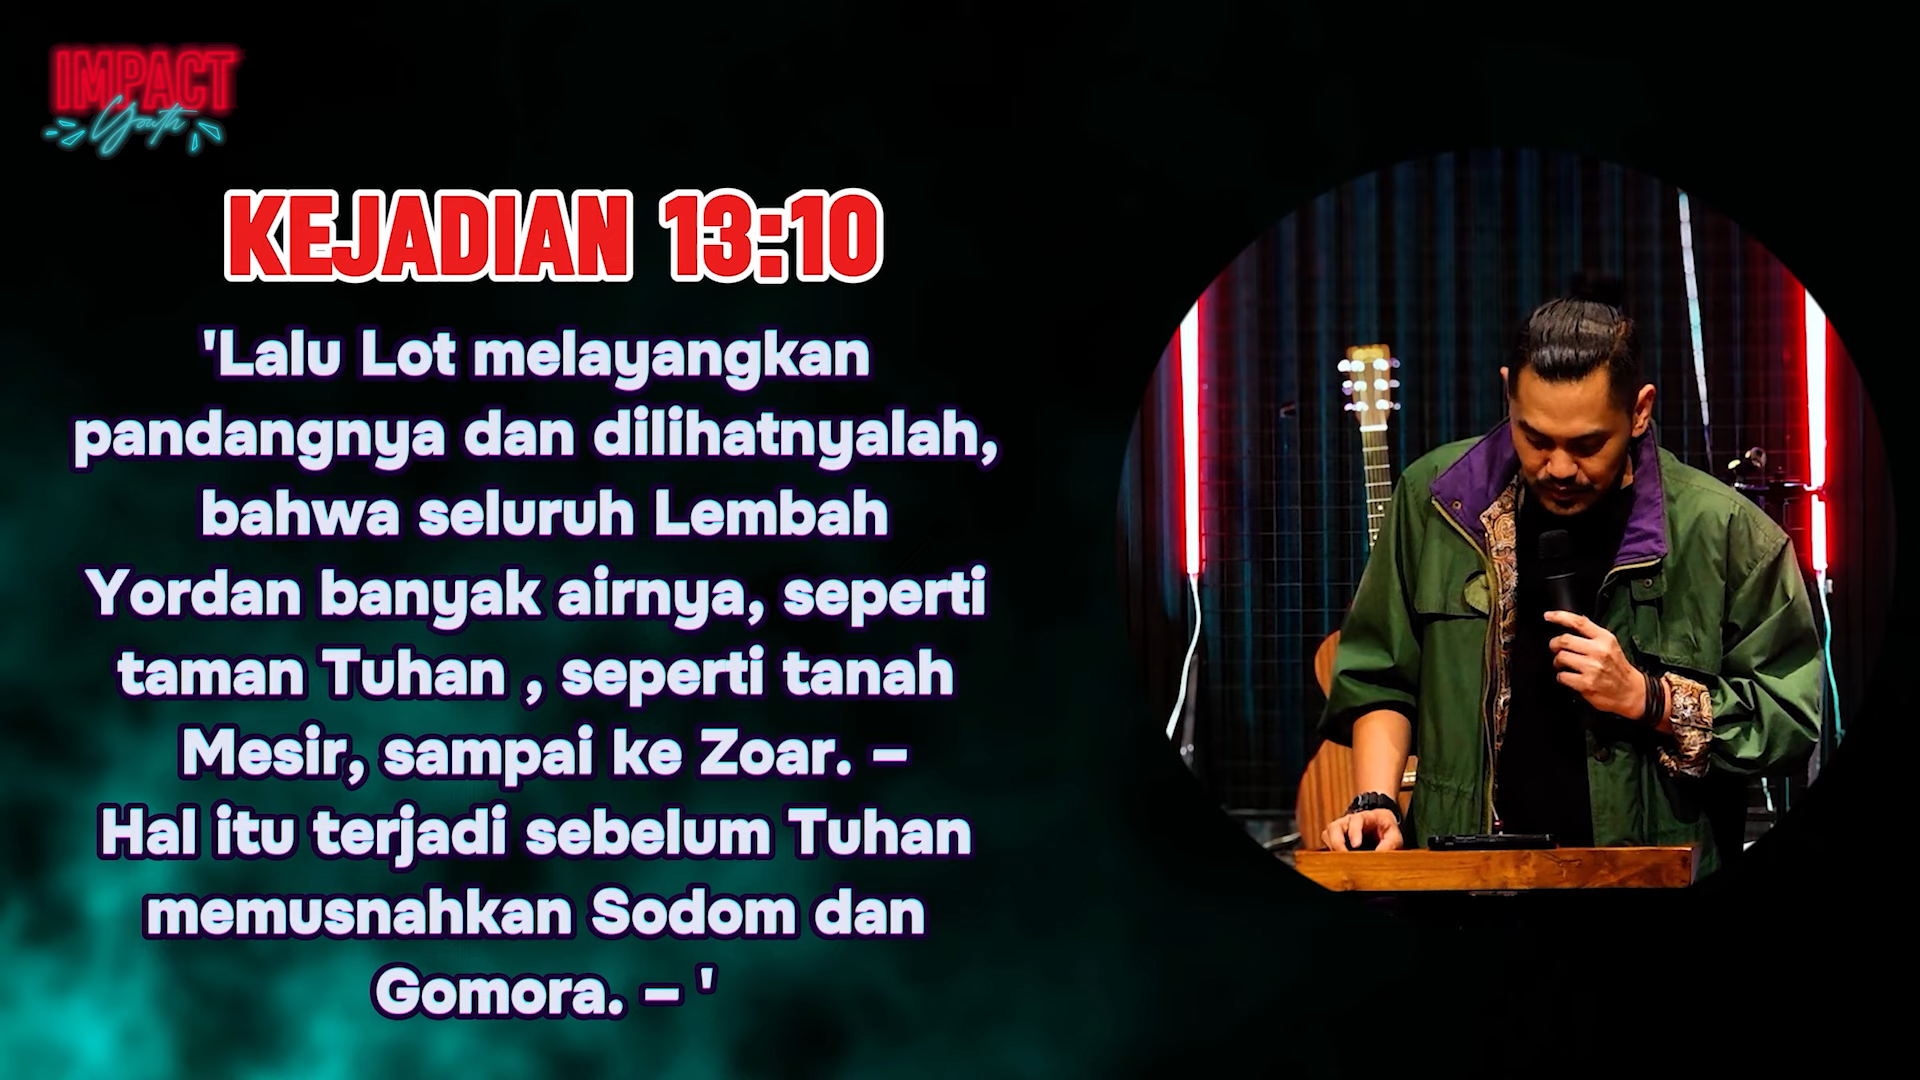 IMPACT
Youth
KEJADIAN 13:10
'Lalu Lot melayangkan
pandangnya dan dilihatnyalah,
bahwa seluruh Lembah
Yordan banyak airnya, seperti
taman Tuhan , seperti tanah
Mesir, sampai ke Zoar. –
Hal itu terjadi sebelum Tuhan
memusnahkan Sodom dan
Gomora. – '